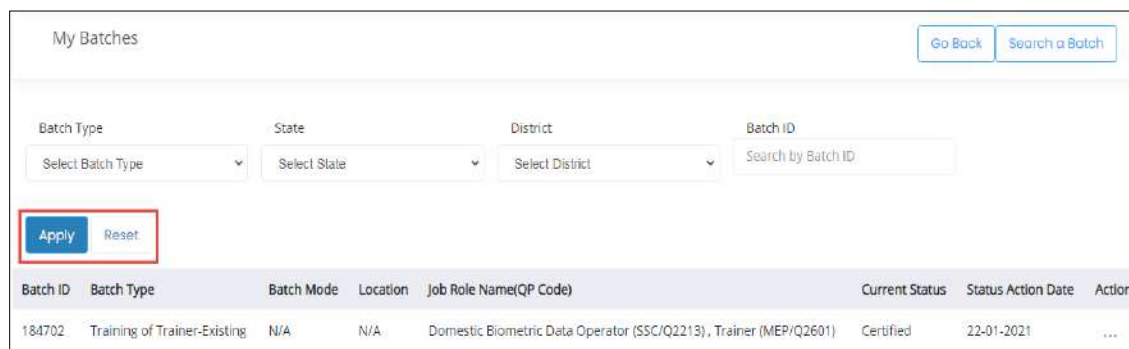 My Batches
Go Back Search a Batch
Batch Type State District Batch ID
Select Batch Type Select State Select District Search by Batch ID
Apply Reset
Batch ID Batch Type Batch Mode Location Job Role Name(QP Code) Current Status Status Action Date Action
184702 Training of Trainer-Existing N/A N/A Domestic Biometric Data Operator (SSC/Q2213) , Trainer (MEP/Q2601) Certified 22-01-2021 ...